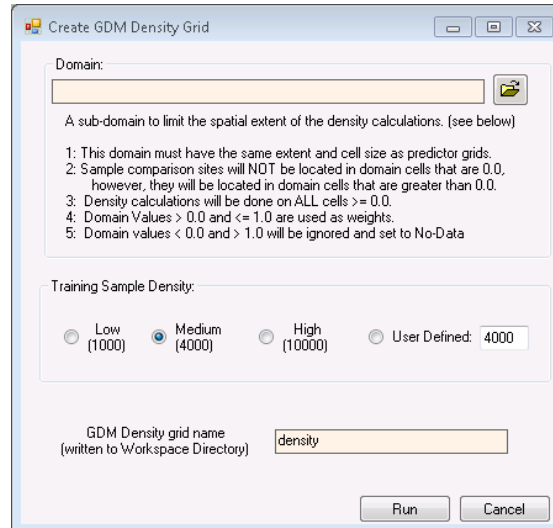 Create GDM Density Grid
Domain:
A sub-domain to limit the spatial extent of the density calculations. (see below)
1: This domain must have the same extent and cell size as predictor grids.
2: Sample comparison sites will NOT be located in domain cells that are 0.0,
however, they will be located in domain cells that are greater than 0.0.
3: Density calculations will be done on ALL cells >= 0.0.
4: Domain Values > 0.0 and <= 1.0 are used as weights.
5: Domain values < 0.0 and > 1.0 will be ignored and set to No-Data
Training Sample Density:
Low
(1000)
Medium
(4000)
High
(10000)
User Defined: 4000
GDM Density grid name
(written to Workspace Directory)
density
Run Cancel